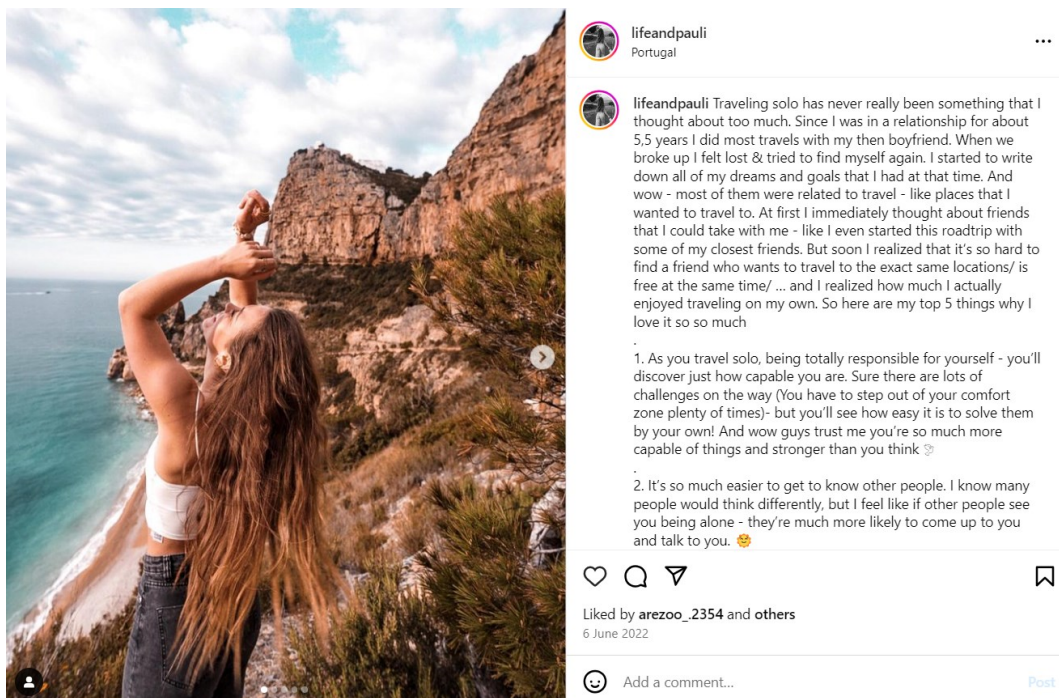 lifeandpauli
Portugal
lifeandpauli Traveling solo has never really been something that I
thought about too much. Since I was in a relationship for about
5,5 years I did most travels with my then boyfriend. When we
broke up I felt lost & tried to find myself again. I started to write
down all of my dreams and goals that I had at that time. And
wow - most of them were related to travel - like places that I
wanted to travel to. At first I immediately thought about friends
that I could take with me - like I even started this roadtrip with
some of my closest friends. But soon I realized that it's so hard to
find a friend who wants to travel to the exact same locations/ is
free at the same time/ ... and I realized how much I actually
enjoyed traveling on my own. So here are my top 5 things why I
love it so so much
.
1. As you travel solo, being totally responsible for yourself - you'll
discover just how capable you are. Sure there are lots of
challenges on the way (You have to step out of your comfort
zone plenty of times)- but you'll see how easy it is to solve them
by your own! And wow guys trust me you're so much more
capable of things and stronger than you think 🕊
.
2. It's so much easier to get to know other people. I know many
people would think differently, but I feel like if other people see
you being alone - they're much more likely to come up to you
and talk to you. 🌞
Liked by arezoo_.2354 and others
6 June 2022
Add a comment...
Post